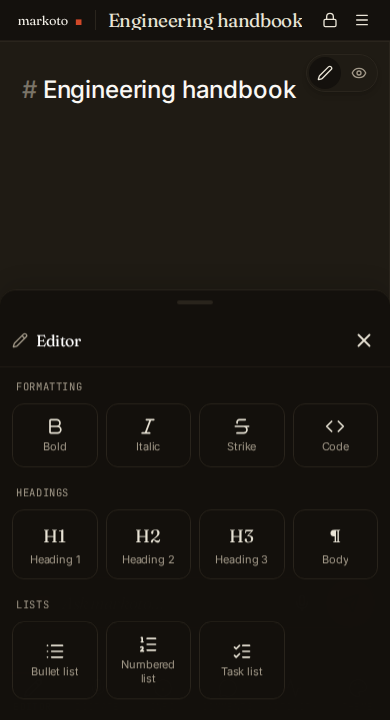 markoto Engineering handbook
# Engineering handbook
Editor
FORMATTING
Bold Italic Strike Code
HEADINGS
H1 H2 H3 ¶
Heading 1 Heading 2 Heading 3 Body
LISTS
Bullet list Numbered list Task list